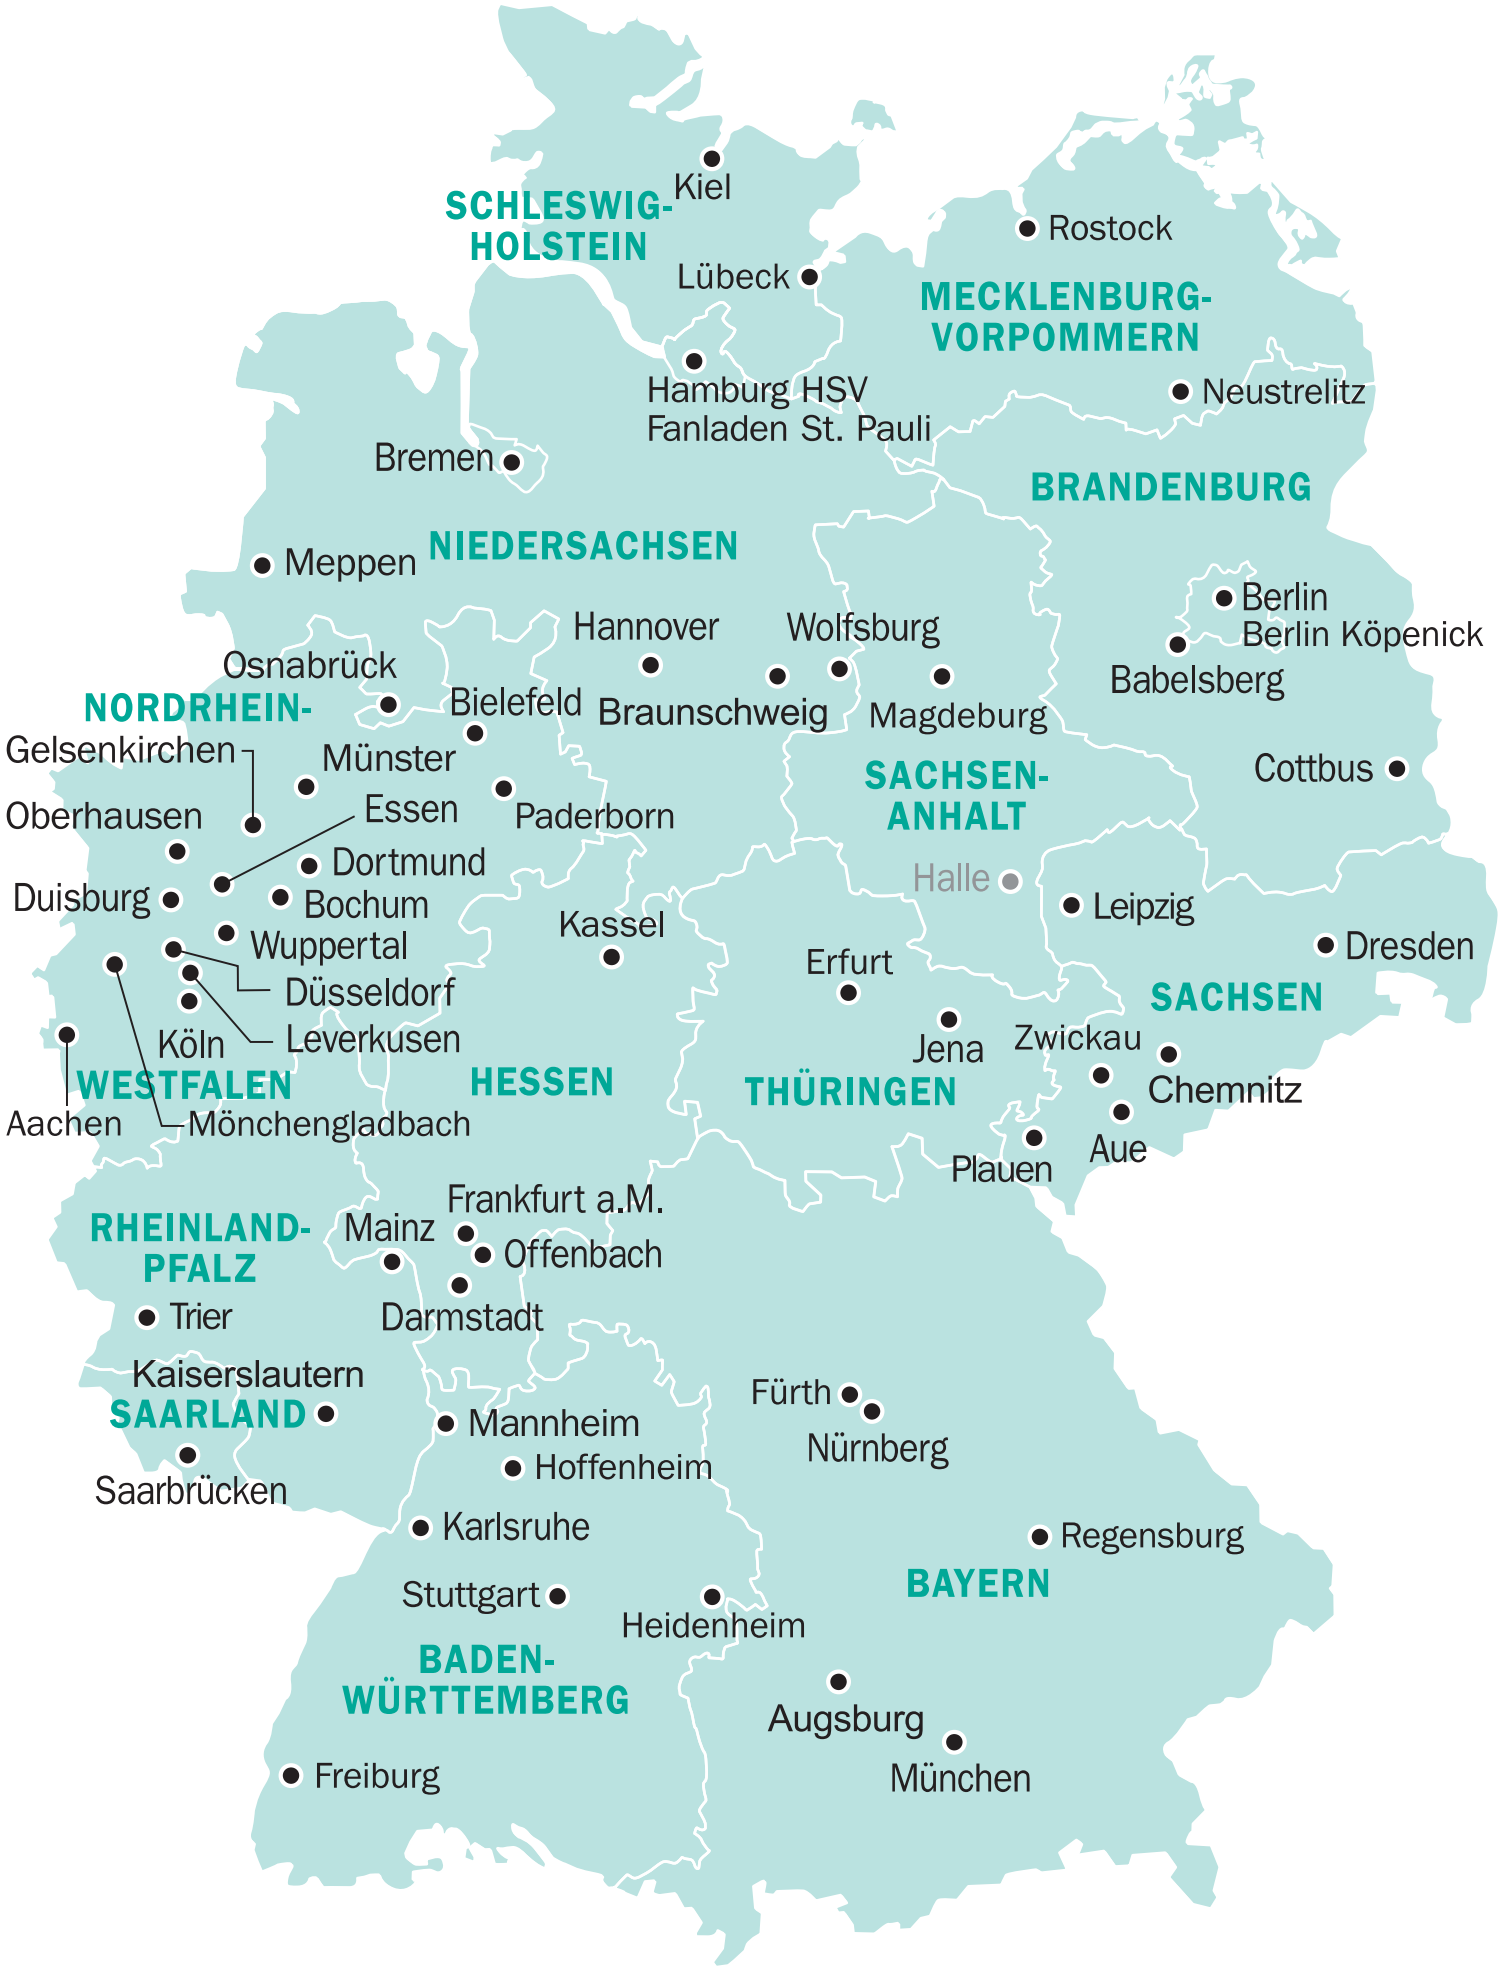 Kiel
SCHLESWIG-
HOLSTEIN
Rostock
Lübeck
MECKLENBURG-
VORPOMMERN
Hamburg HSV
Fanladen St. Pauli
Neustrelitz
Bremen
BRANDENBURG
NIEDERSACHSEN
Meppen
Berlin
Berlin Köpenick
Babelsberg
Hannover
Wolfsburg
Osnabrück
Bielefeld
Braunschweig
Magdeburg
NORDRHEIN-
Gelsenkirchen
Münster
SACHSEN-
ANHALT
Cottbus
Oberhausen
Essen
Paderborn
Dortmund
Duisburg
Bochum
Halle
Leipzig
Kassel
Wuppertal
Dresden
Erfurt
Düsseldorf
SACHSEN
Köln
Leverkusen
Jena
Zwickau
WESTFALEN
HESSEN
THÜRINGEN
Chemnitz
Aachen
Mönchengladbach
Aue
Plauen
Frankfurt a.M.
RHEINLAND-
PFALZ
Mainz
Offenbach
Trier
Darmstadt
Kaiserslautern
SAARLAND
Fürth
Mannheim
Nürnberg
Hoffenheim
Saarbrücken
Karlsruhe
Regensburg
BAYERN
Stuttgart
Heidenheim
BADEN-
WÜRTTEMBERG
Augsburg
Freiburg
München